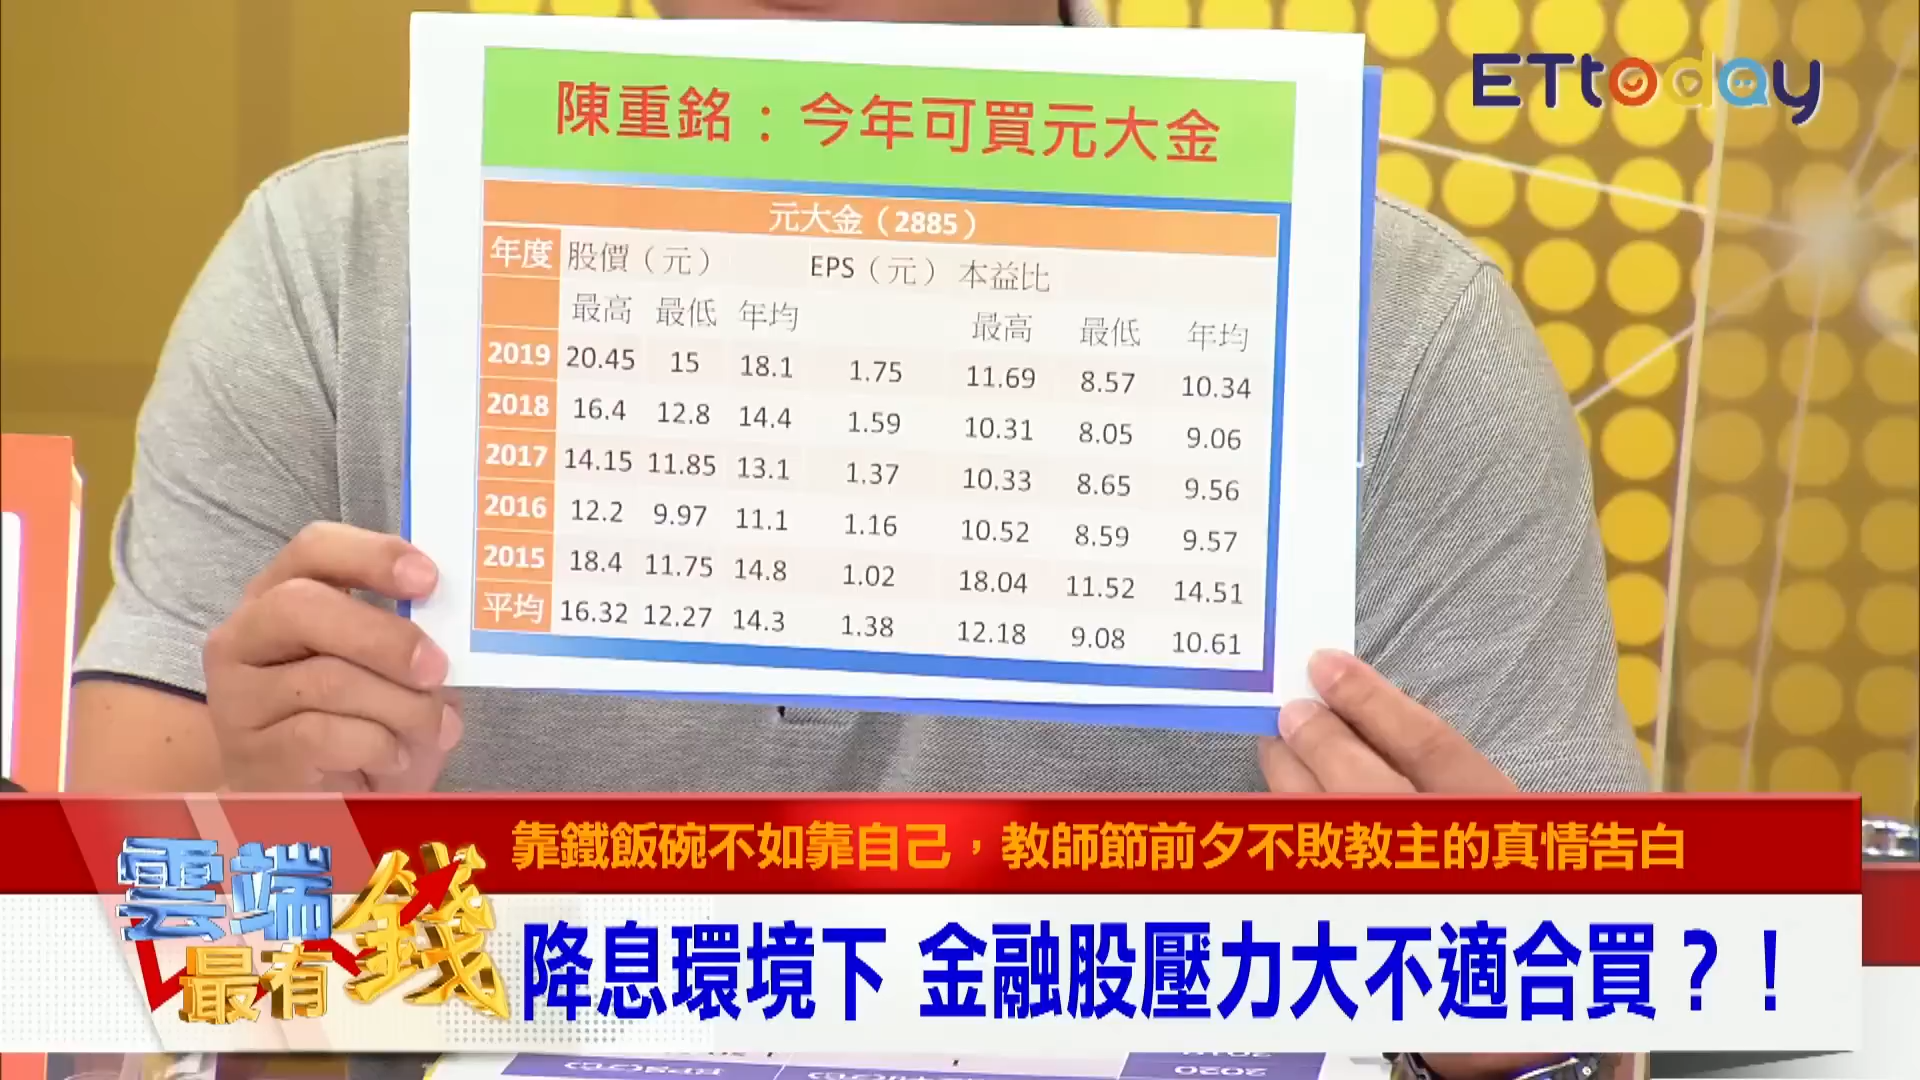 ETtoday
陳重銘：今年可買元大金
元大金（2885）
年度 股價（元） EPS（元） 本益比
最高 最低 年均 最高 最低 年均
2019 20.45 15 18.1 1.75 11.69 8.57 10.34
2018 16.4 12.8 14.4 1.59 10.31 8.05 9.06
2017 14.15 11.85 13.1 1.37 10.33 8.65 9.56
2016 12.2 9.97 11.1 1.16 10.52 8.59 9.57
2015 18.4 11.75 14.8 1.02 18.04 11.52 14.51
平均 16.32 12.27 14.3 1.38 12.18 9.08 10.61
靠鐵飯碗不如靠自己，教師節前夕不敗教主的真情告白
雲端最有錢
降息環境下 金融股壓力大不適合買？！
2020